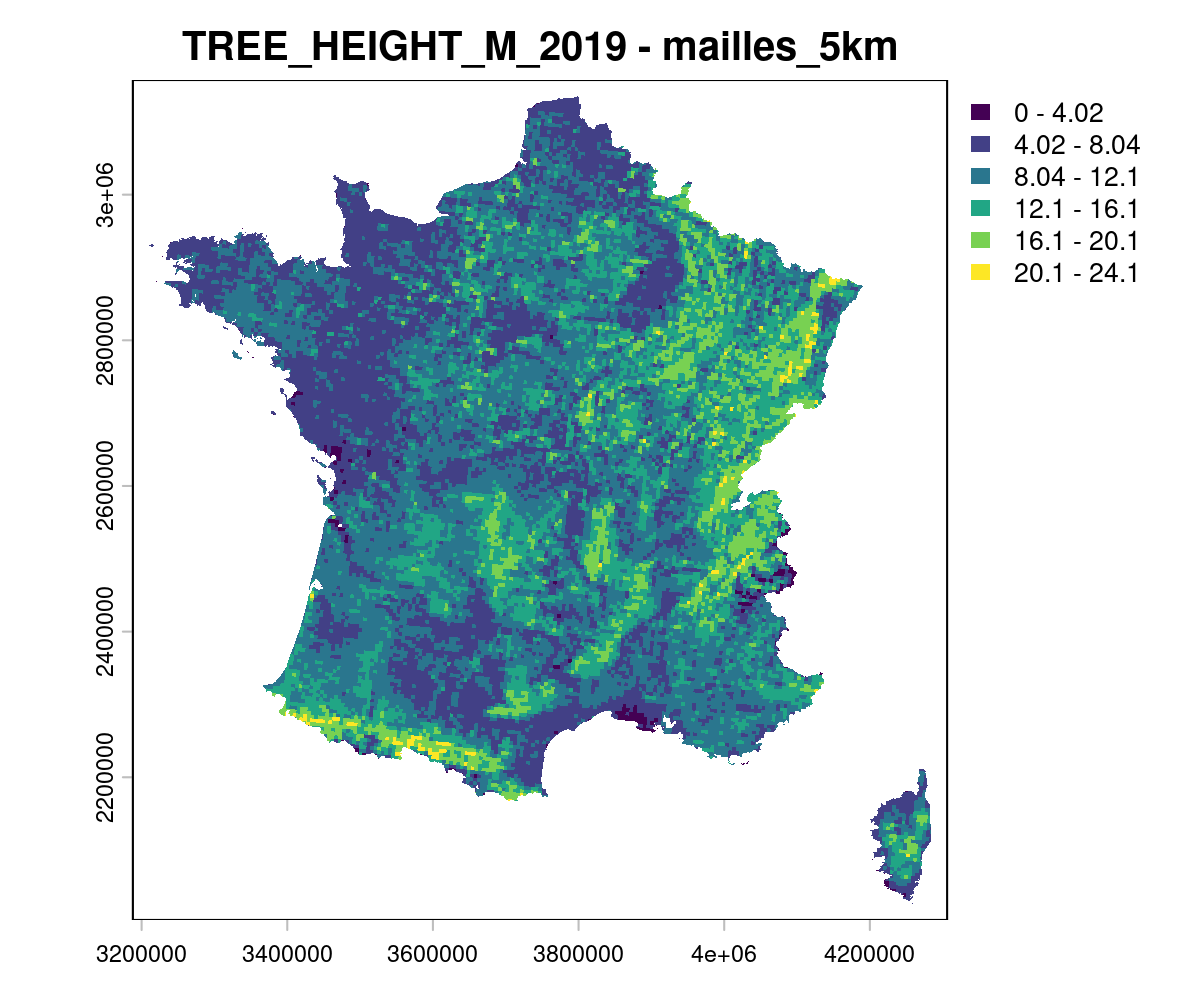 TREE_HEIGHT_M_2019 - mailles_5km
0 - 4.02
4.02 - 8.04
8.04 - 12.1
12.1 - 16.1
16.1 - 20.1
20.1 - 24.1
3e+06
2800000
2600000
2400000
2200000
3200000 3400000 3600000 3800000 4e+06 4200000